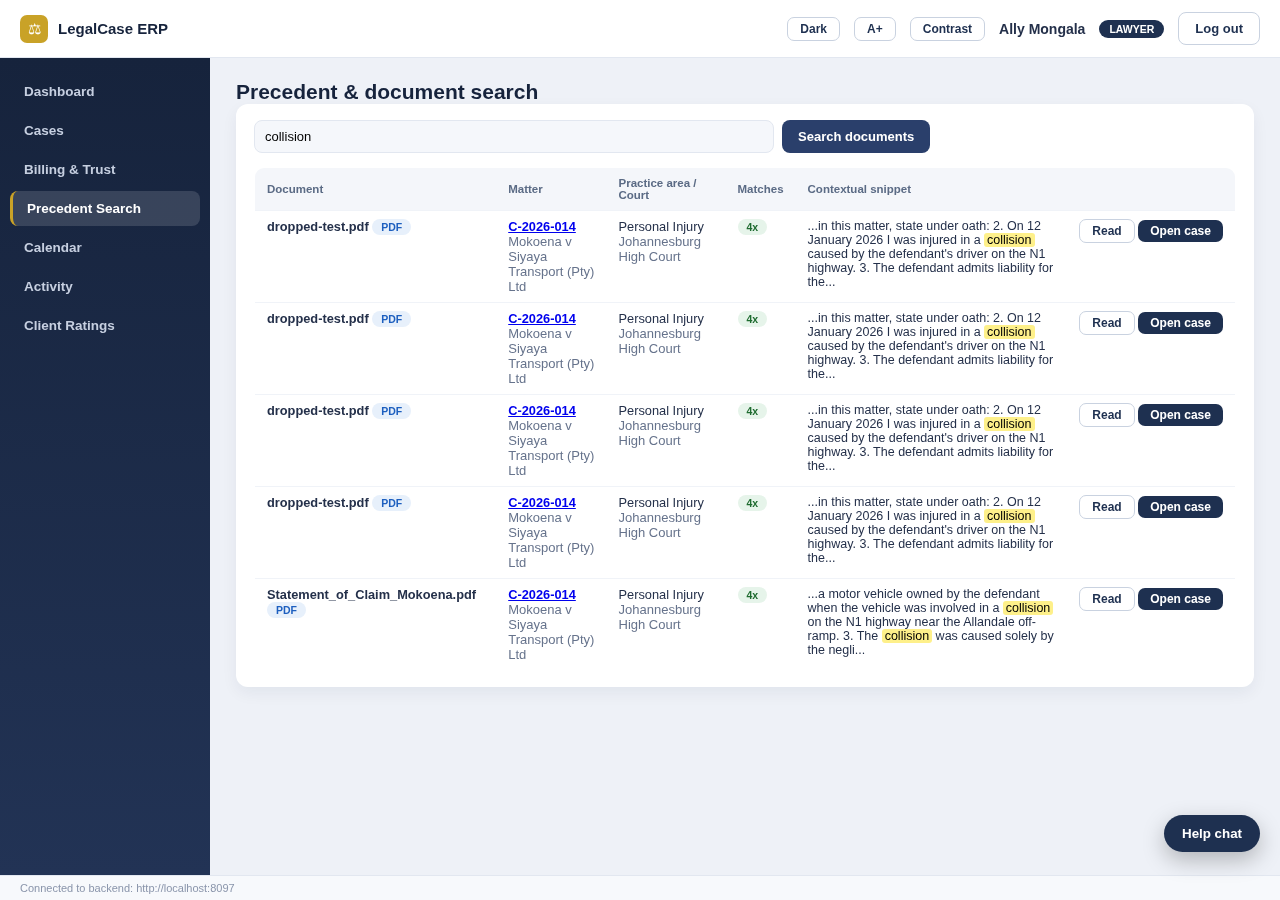 ⚖ LegalCase ERP
Dark A+ Contrast Ally Mongala LAWYER Log out
Dashboard
Cases
Billing & Trust
Precedent Search
Calendar
Activity
Client Ratings
Precedent & document search
collision Search documents
Document Matter Practice area / Court Matches Contextual snippet
dropped-test.pdf PDF
C-2026-014
Mokoena v
Siyaya
Transport (Pty)
Ltd
Personal Injury
Johannesburg
High Court
4x
...in this matter, state under oath: 2. On 12
January 2026 I was injured in a collision
caused by the defendant's driver on the N1
highway. 3. The defendant admits liability for
the...
Read Open case
dropped-test.pdf PDF
C-2026-014
Mokoena v
Siyaya
Transport (Pty)
Ltd
Personal Injury
Johannesburg
High Court
4x
...in this matter, state under oath: 2. On 12
January 2026 I was injured in a collision
caused by the defendant's driver on the N1
highway. 3. The defendant admits liability for
the...
Read Open case
dropped-test.pdf PDF
C-2026-014
Mokoena v
Siyaya
Transport (Pty)
Ltd
Personal Injury
Johannesburg
High Court
4x
...in this matter, state under oath: 2. On 12
January 2026 I was injured in a collision
caused by the defendant's driver on the N1
highway. 3. The defendant admits liability for
the...
Read Open case
dropped-test.pdf PDF
C-2026-014
Mokoena v
Siyaya
Transport (Pty)
Ltd
Personal Injury
Johannesburg
High Court
4x
...in this matter, state under oath: 2. On 12
January 2026 I was injured in a collision
caused by the defendant's driver on the N1
highway. 3. The defendant admits liability for
the...
Read Open case
Statement_of_Claim_Mokoena.pdf
PDF
C-2026-014
Mokoena v
Siyaya
Transport (Pty)
Ltd
Personal Injury
Johannesburg
High Court
4x
...a motor vehicle owned by the defendant
when the vehicle was involved in a collision
on the N1 highway near the Allandale off-
ramp. 3. The collision was caused solely by
the negli...
Read Open case
Help chat
Connected to backend: http://localhost:8097